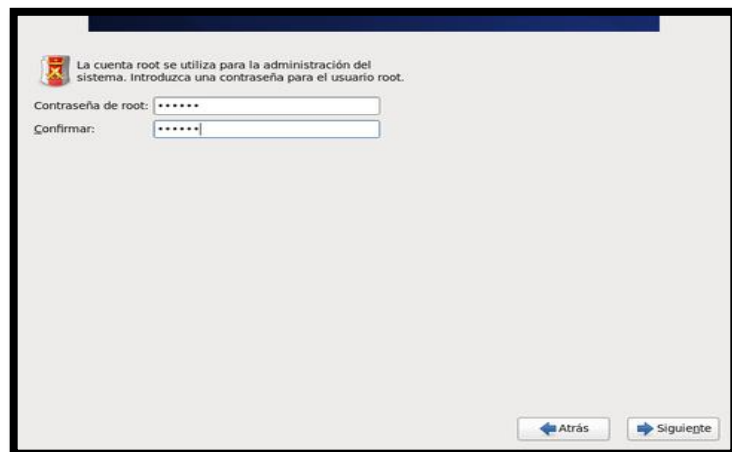 La cuenta root se utiliza para la administración del
sistema. Introduzca una contraseña para el usuario root.
Contraseña de root: ••••••
Confirmar: ••••••
Atrás Siguiente